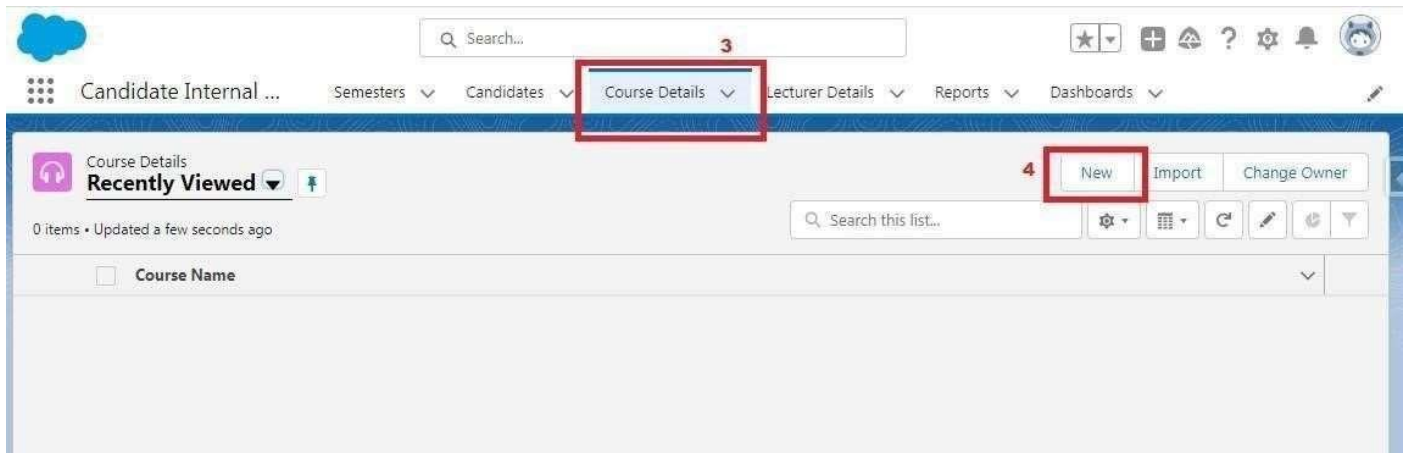 Search...
3
Candidate Internal ... Semesters Candidates Course Details Lecturer Details Reports Dashboards
Course Details
Recently Viewed
4 New Import Change Owner
0 items • Updated a few seconds ago Search this list...
Course Name